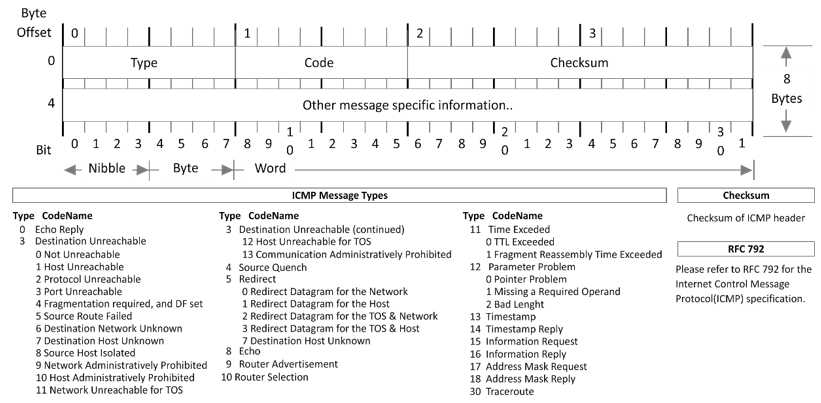 Byte
Offset 0 1 2 3
0 Type Code Checksum
8
Bytes
4 Other message specific information..
Bit 0 1 2 3 4 5 6 7 8 9 10 1 2 3 4 5 6 7 8 9 20 1 2 3 4 5 6 7 8 9 30 1
Nibble Byte Word
ICMP Message Types
Type CodeName
0 Echo Reply
3 Destination Unreachable
0 Not Unreachable
1 Host Unreachable
2 Protocol Unreachable
3 Port Unreachable
4 Fragmentation required, and DF set
5 Source Route Failed
6 Destination Network Unknown
7 Destination Host Unknown
8 Source Host Isolated
9 Network Administratively Prohibited
10 Host Administratively Prohibited
11 Network Unreachable for TOS
Type CodeName
3 Destination Unreachable (continued)
12 Host Unreachable for TOS
13 Communication Administratively Prohibited
4 Source Quench
5 Redirect
0 Redirect Datagram for the Network
1 Redirect Datagram for the Host
2 Redirect Datagram for the TOS & Network
3 Redirect Datagram for the TOS & Host
7 Destination Host Unknown
8 Echo
9 Router Advertisement
10 Router Selection
Type CodeName
11 Time Exceded
0 TTL Exceeded
1 Fragment Reassembly Time Exceeded
12 Parameter Problem
0 Pointer Problem
1 Missing a Required Operand
2 Bad Lenght
13 Timestamp
14 Timestamp Reply
15 Information Request
16 Information Reply
17 Address Mask Request
18 Address Mask Reply
30 Traceroute
Checksum
Checksum of ICMP header
RFC 792
Please refer to RFC 792 for the
Internet Control Message
Protocol(ICMP) specification.